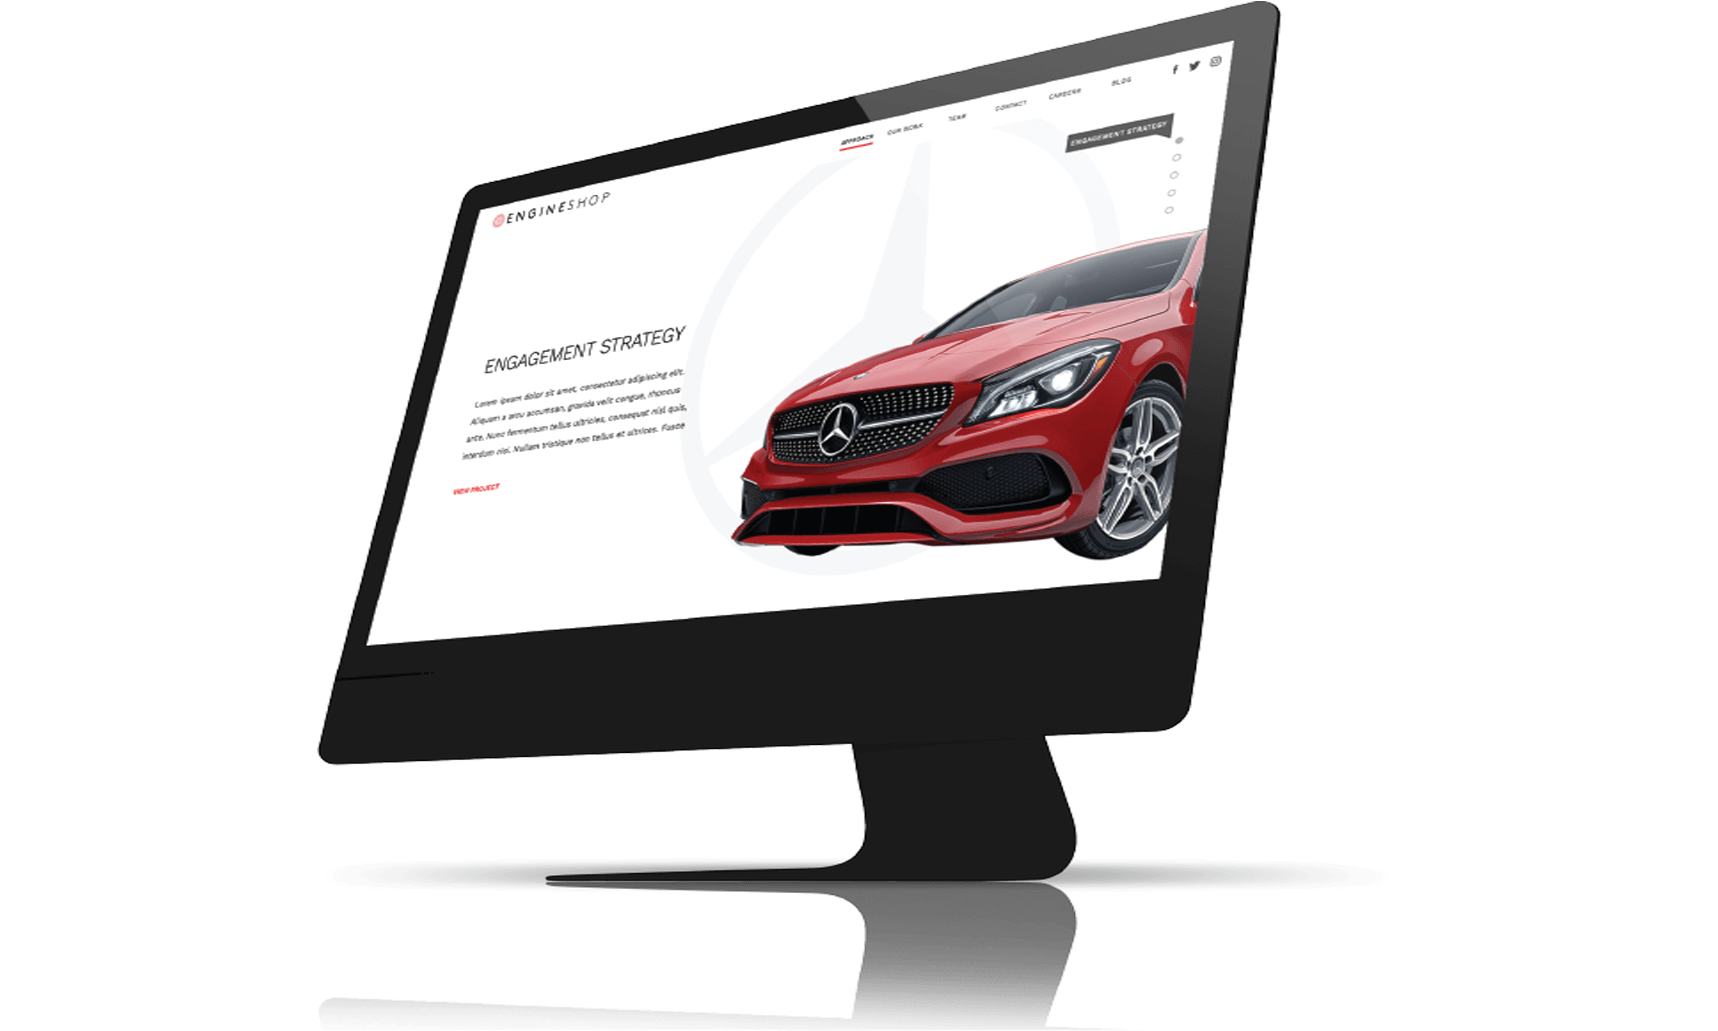 APPROACH
OUR WORK
TEAM
CONTACT
CAREERS
BLOG
ENGAGEMENT STRATEGY
ENGINESHOP
ENGAGEMENT STRATEGY
Lorem ipsum dolor sit amet, consectetur adipiscing elit.
Aliquam a arcu accumsan, gravida velit congue, rhoncus
ante. Nunc fermentum tellus ultricies, consequat nisl quis,
interdum nisi. Nullam tristique non tellus et ultrices. Fusce
VIEW PROJECT